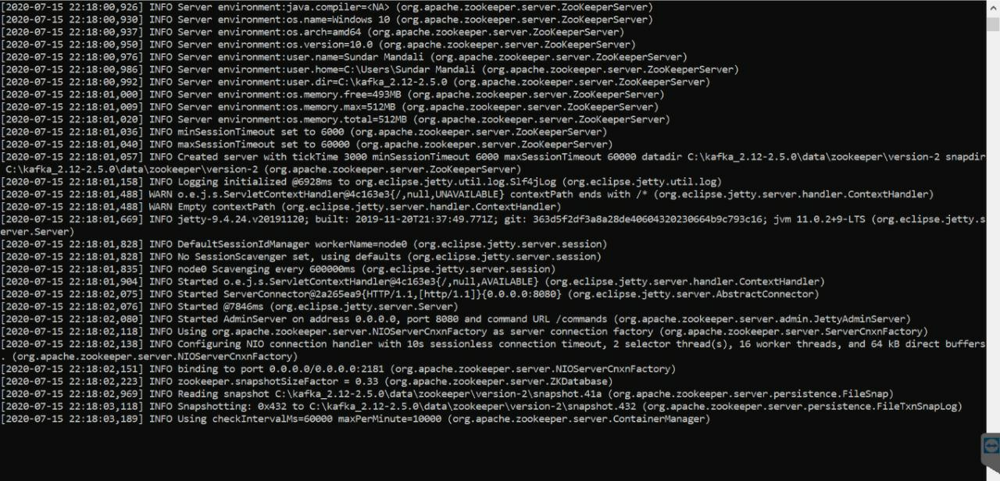 [2020-07-15 22:18:00,926] INFO Server environment:java.compiler=<NA> (org.apache.zookeeper.server.ZooKeeperServer)
[2020-07-15 22:18:00,930] INFO Server environment:os.name=Windows 10 (org.apache.zookeeper.server.ZooKeeperServer)
[2020-07-15 22:18:00,937] INFO Server environment:os.arch=amd64 (org.apache.zookeeper.server.ZooKeeperServer)
[2020-07-15 22:18:00,950] INFO Server environment:os.version=10.0 (org.apache.zookeeper.server.ZooKeeperServer)
[2020-07-15 22:18:00,976] INFO Server environment:user.name=Sundar Mandali (org.apache.zookeeper.server.ZooKeeperServer)
[2020-07-15 22:18:00,986] INFO Server environment:user.home=C:\Users\Sundar Mandali (org.apache.zookeeper.server.ZooKeeperServer)
[2020-07-15 22:18:00,992] INFO Server environment:user.dir=C:\kafka_2.12-2.5.0 (org.apache.zookeeper.server.ZooKeeperServer)
[2020-07-15 22:18:01,000] INFO Server environment:os.memory.free=493MB (org.apache.zookeeper.server.ZooKeeperServer)
[2020-07-15 22:18:01,009] INFO Server environment:os.memory.max=512MB (org.apache.zookeeper.server.ZooKeeperServer)
[2020-07-15 22:18:01,020] INFO Server environment:os.memory.total=512MB (org.apache.zookeeper.server.ZooKeeperServer)
[2020-07-15 22:18:01,036] INFO minSessionTimeout set to 6000 (org.apache.zookeeper.server.ZooKeeperServer)
[2020-07-15 22:18:01,040] INFO maxSessionTimeout set to 60000 (org.apache.zookeeper.server.ZooKeeperServer)
[2020-07-15 22:18:01,057] INFO Created server with tickTime 3000 minSessionTimeout 6000 maxSessionTimeout 60000 datadir C:\kafka_2.12-2.5.0\data\zookeeper\version-2 snapdir
C:\kafka_2.12-2.5.0\data\zookeeper\version-2 (org.apache.zookeeper.server.ZooKeeperServer)
[2020-07-15 22:18:01,158] INFO Logging initialized @6928ms to org.eclipse.jetty.util.log.Slf4jLog (org.eclipse.jetty.util.log)
[2020-07-15 22:18:01,488] WARN o.e.j.s.ServletContextHandler@4c163e3{/,null,UNAVAILABLE} contextPath ends with /* (org.eclipse.jetty.server.handler.ContextHandler)
[2020-07-15 22:18:01,488] WARN Empty contextPath (org.eclipse.jetty.server.handler.ContextHandler)
[2020-07-15 22:18:01,669] INFO jetty-9.4.24.v20191120; built: 2019-11-20T21:37:49.771Z; git: 363d5f2df3a8a28de40604320230664b9c793c16; jvm 11.0.2+9-LTS (org.eclipse.jetty.s
erver.Server)
[2020-07-15 22:18:01,828] INFO DefaultSessionIdManager workerName=node0 (org.eclipse.jetty.server.session)
[2020-07-15 22:18:01,828] INFO No SessionScavenger set, using defaults (org.eclipse.jetty.server.session)
[2020-07-15 22:18:01,835] INFO node0 Scavenging every 600000ms (org.eclipse.jetty.server.session)
[2020-07-15 22:18:01,904] INFO Started o.e.j.s.ServletContextHandler@4c163e3{/,null,AVAILABLE} (org.eclipse.jetty.server.handler.ContextHandler)
[2020-07-15 22:18:02,075] INFO Started ServerConnector@2a265ea9{HTTP/1.1,[http/1.1]}{0.0.0.0:8080} (org.eclipse.jetty.server.AbstractConnector)
[2020-07-15 22:18:02,076] INFO Started @7846ms (org.eclipse.jetty.server.Server)
[2020-07-15 22:18:02,080] INFO Started AdminServer on address 0.0.0.0, port 8080 and command URL /commands (org.apache.zookeeper.server.admin.JettyAdminServer)
[2020-07-15 22:18:02,118] INFO Using org.apache.zookeeper.server.NIOServerCnxnFactory as server connection factory (org.apache.zookeeper.server.ServerCnxnFactory)
[2020-07-15 22:18:02,138] INFO Configuring NIO connection handler with 10s sessionless connection timeout, 2 selector thread(s), 16 worker threads, and 64 kB direct buffers
. (org.apache.zookeeper.server.NIOServerCnxnFactory)
[2020-07-15 22:18:02,151] INFO binding to port 0.0.0.0/0.0.0.0:2181 (org.apache.zookeeper.server.NIOServerCnxnFactory)
[2020-07-15 22:18:02,223] INFO zookeeper.snapshotSizeFactor = 0.33 (org.apache.zookeeper.server.ZKDatabase)
[2020-07-15 22:18:02,969] INFO Reading snapshot C:\kafka_2.12-2.5.0\data\zookeeper\version-2\snapshot.41a (org.apache.zookeeper.server.persistence.FileSnap)
[2020-07-15 22:18:03,118] INFO Snapshotting: 0x432 to C:\kafka_2.12-2.5.0\data\zookeeper\version-2\snapshot.432 (org.apache.zookeeper.server.persistence.FileTxnSnapLog)
[2020-07-15 22:18:03,189] INFO Using checkIntervalMs=60000 maxPerMinute=10000 (org.apache.zookeeper.server.ContainerManager)